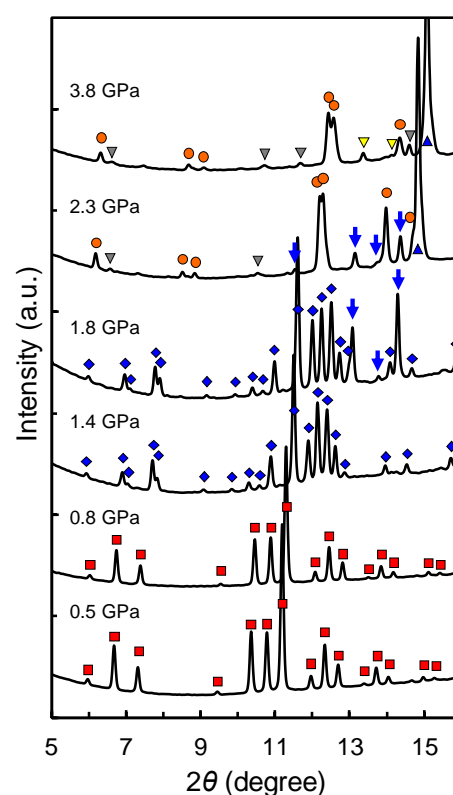 3.8 GPa
2.3 GPa
1.8 GPa
1.4 GPa
0.8 GPa
0.5 GPa
Intensity (a.u.)
5 7 9 11 13 15
2θ (degree)